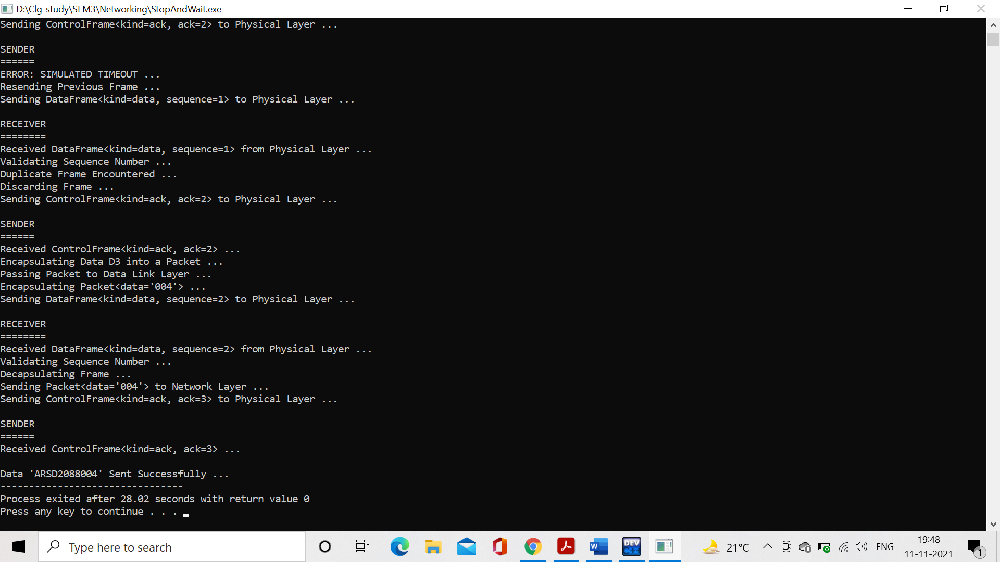 D:\Clg_study\SEM3\Networking\StopAndWait.exe
Sending ControlFrame<kind=ack, ack=2> to Physical Layer ...
SENDER
======
ERROR: SIMULATED TIMEOUT ...
Resending Previous Frame ...
Sending DataFrame<kind=data, sequence=1> to Physical Layer ...
RECEIVER
========
Received DataFrame<kind=data, sequence=1> from Physical Layer ...
Validating Sequence Number ...
Duplicate Frame Encountered ...
Discarding Frame ...
Sending ControlFrame<kind=ack, ack=2> to Physical Layer ...
SENDER
======
Received ControlFrame<kind=ack, ack=2> ...
Encapsulating Data D3 into a Packet ...
Passing Packet to Data Link Layer ...
Encapsulating Packet<data='004'> ...
Sending DataFrame<kind=data, sequence=2> to Physical Layer ...
RECEIVER
========
Received DataFrame<kind=data, sequence=2> from Physical Layer ...
Validating Sequence Number ...
Decapsulating Frame ...
Sending Packet<data='004'> to Network Layer ...
Sending ControlFrame<kind=ack, ack=3> to Physical Layer ...
SENDER
======
Received ControlFrame<kind=ack, ack=3> ...
Data 'ARSD2088004' Sent Successfully ...
--------------------------------
Process exited after 28.02 seconds with return value 0
Press any key to continue . . .
Type here to search
W
DEV C++
21°C
ENG
19:48
11-11-2021
1